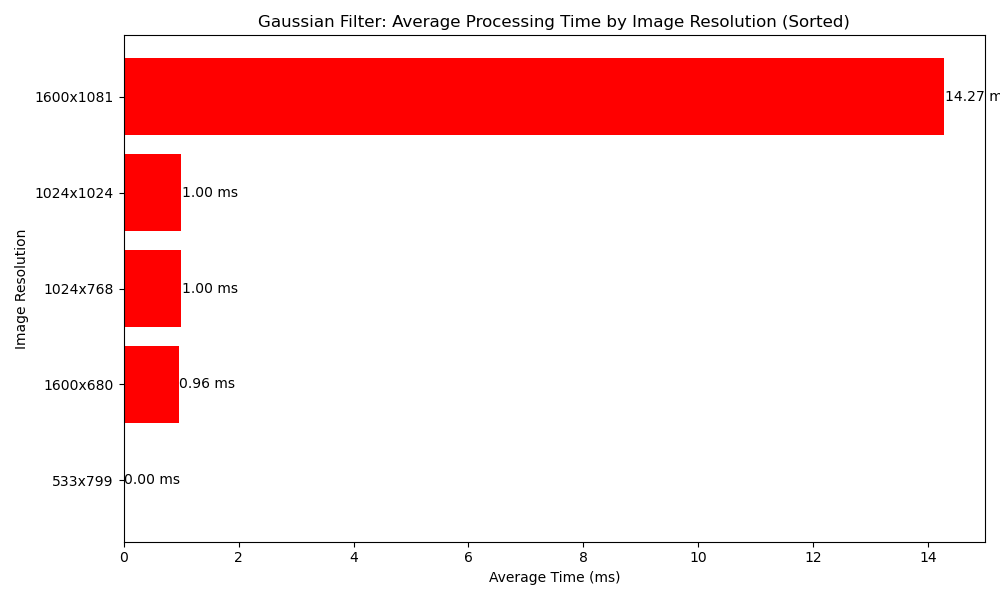 Gaussian Filter: Average Processing Time by Image Resolution (Sorted)
Image Resolution
1600x1081
14.27 m
1024x1024
1.00 ms
1024x768
1.00 ms
1600x680
0.96 ms
533x799
0.00 ms
0 2 4 6 8 10 12 14
Average Time (ms)